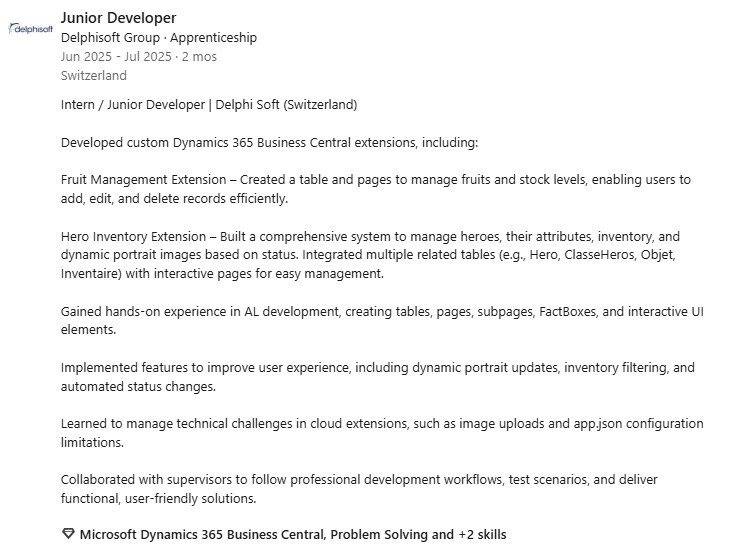 delphisoft
Junior Developer
Delphisoft Group · Apprenticeship
Jun 2025 - Jul 2025 · 2 mos
Switzerland
Intern / Junior Developer | Delphi Soft (Switzerland)
Developed custom Dynamics 365 Business Central extensions, including:
Fruit Management Extension – Created a table and pages to manage fruits and stock levels, enabling users to
add, edit, and delete records efficiently.
Hero Inventory Extension – Built a comprehensive system to manage heroes, their attributes, inventory, and
dynamic portrait images based on status. Integrated multiple related tables (e.g., Hero, ClasseHeros, Objet,
Inventaire) with interactive pages for easy management.
Gained hands-on experience in AL development, creating tables, pages, subpages, FactBoxes, and interactive UI
elements.
Implemented features to improve user experience, including dynamic portrait updates, inventory filtering, and
automated status changes.
Learned to manage technical challenges in cloud extensions, such as image uploads and app.json configuration
limitations.
Collaborated with supervisors to follow professional development workflows, test scenarios, and deliver
functional, user-friendly solutions.
Microsoft Dynamics 365 Business Central, Problem Solving and +2 skills